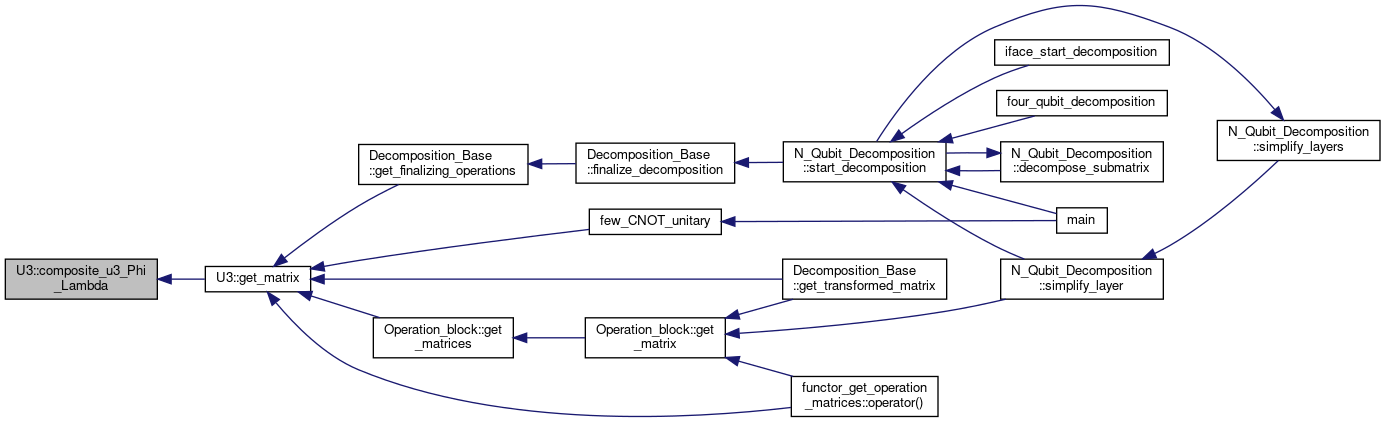 U3::composite_u3_Phi
_Lambda
U3::get_matrix
Decomposition_Base
::get_finalizing_operations
few_CNOT_unitary
Operation_block::get
_matrices
Decomposition_Base
::finalize_decomposition
Operation_block::get
_matrix
N_Qubit_Decomposition
::start_decomposition
Decomposition_Base
::get_transformed_matrix
functor_get_operation
_matrices::operator()
iface_start_decomposition
four_qubit_decomposition
N_Qubit_Decomposition
::decompose_submatrix
main
N_Qubit_Decomposition
::simplify_layer
N_Qubit_Decomposition
::simplify_layers